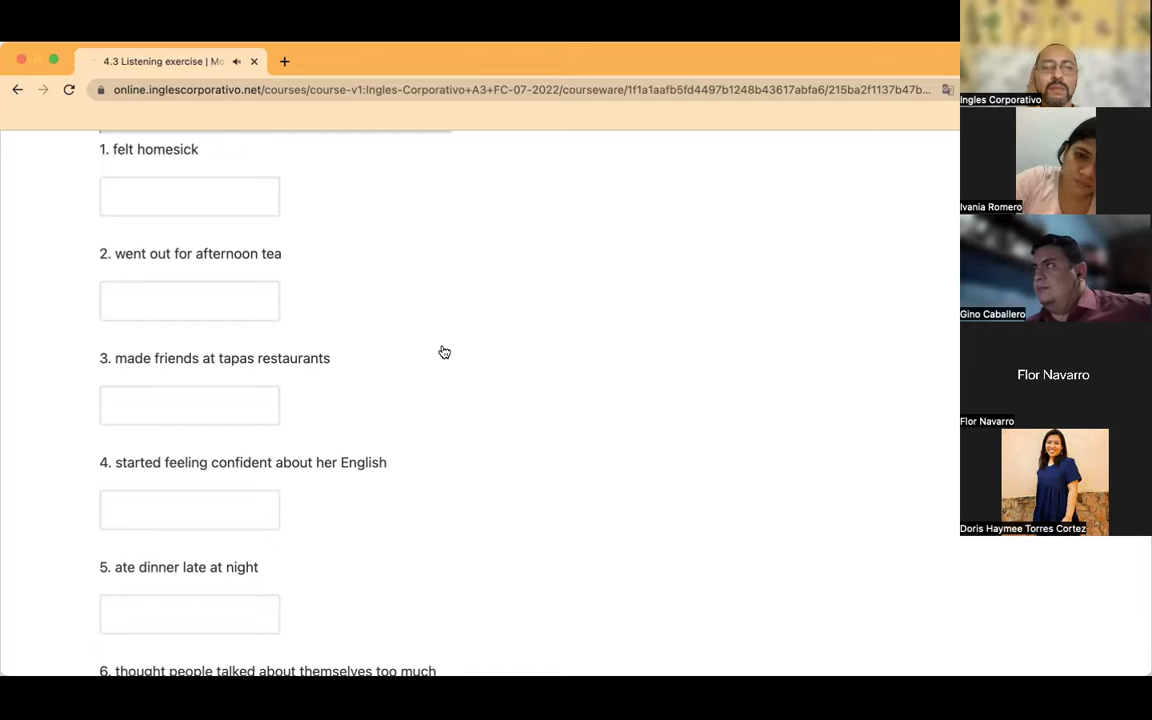 4.3 Listening exercise | Mo
online.inglescorporativo.net/courses/course-v1:Ingles-Corporativo+A3+FC-07-2022/courseware/1f1a1aafb5fd4497b1248b43617abfa6/215ba2f1137b47b...
1. felt homesick
2. went out for afternoon tea
3. made friends at tapas restaurants
4. started feeling confident about her English
5. ate dinner late at night
6. thought people talked about themselves too much
Ingles Corporativo
Ivania Romero
Gino Caballero
Flor Navarro
Flor Navarro
Doris Haymee Torres Cortez